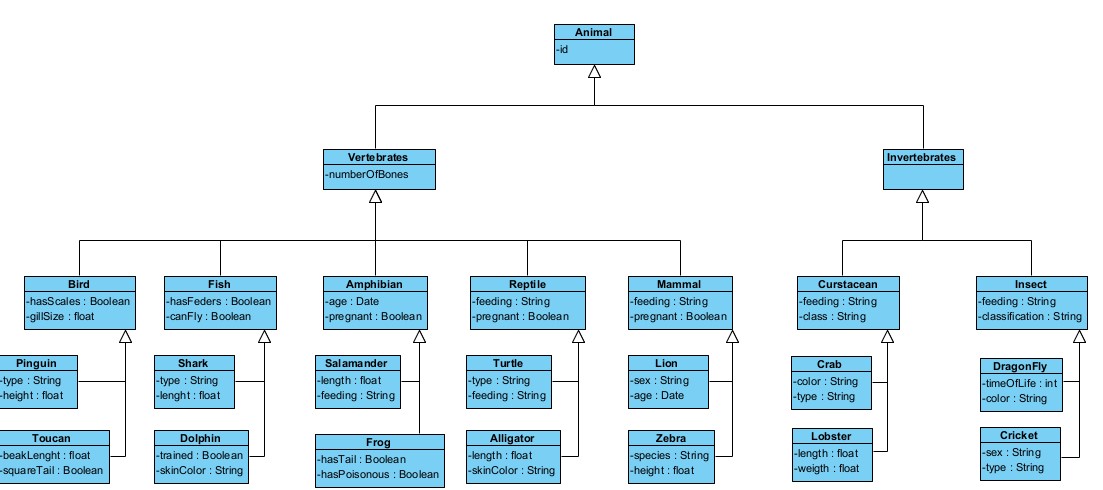 Animal
-id
Vertebrates
-numberOfBones
Invertebrates
Bird
-hasScales : Boolean
-gillSize : float
Fish
-hasFeders : Boolean
-canFly : Boolean
Amphibian
-age : Date
-pregnant : Boolean
Reptile
-feeding : String
-pregnant : Boolean
Mammal
-feeding : String
-pregnant : Boolean
Curstacean
-feeding : String
-class : String
Insect
-feeding : String
-classification : String
Pinguin
-type : String
-height : float
Shark
-type : String
-lenght : float
Salamander
-length : float
-feeding : String
Turtle
-type : String
-feeding : String
Lion
-sex : String
-age : Date
Crab
-color : String
-type : String
DragonFly
-timeOfLife : int
-color : String
Toucan
-beakLenght : float
-squareTail : Boolean
Dolphin
-trained : Boolean
-skinColor : String
Frog
-hasTail : Boolean
-hasPoisonous : Boolean
Alligator
-length : float
-skinColor : String
Zebra
-species : String
-height : float
Lobster
-length : float
-weigth : float
Cricket
-sex : String
-type : String